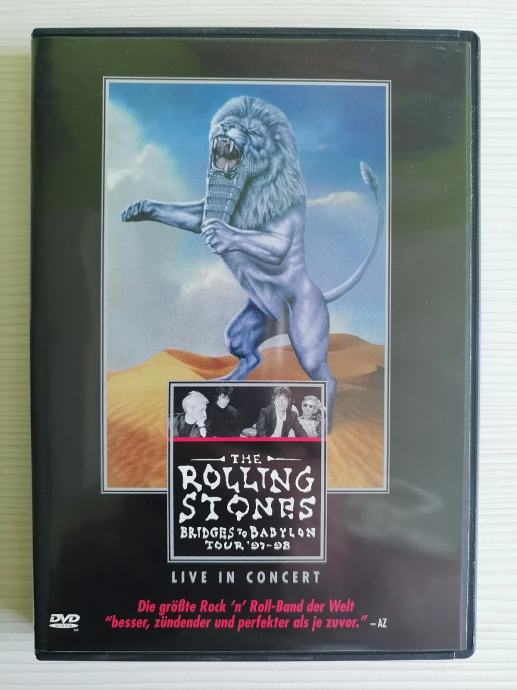 THE
ROLLING
STONES
BRIDGES TO BABYLON
TOUR '97-98
LIVE IN CONCERT
Die größte Rock 'n' Roll-Band der Welt
"besser, zündender und perfekter als je zuvor." – AZ
DVD
VIDEO